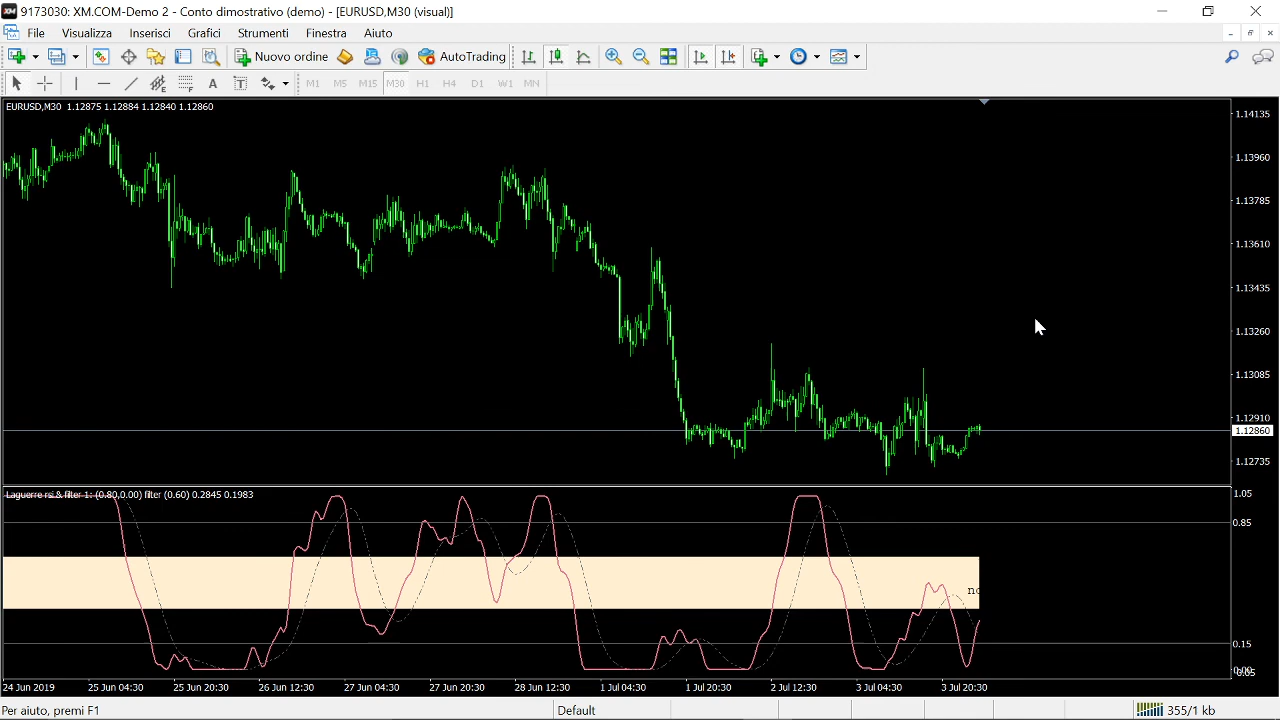 9173030: XM.COM-Demo 2 - Conto dimostrativo (demo) - [EURUSD,M30 (visual)]
File Visualizza Inserisci Grafici Strumenti Finestra Aiuto
Nuovo ordine AutoTrading
A T M1 M5 M15 M30 H1 H4 D1 W1 MN
EURUSD,M30 1.12875 1.12884 1.12840 1.12860
1.14135
1.13960
1.13785
1.13610
1.13435
1.13260
1.13085
1.12910
1.12860
1.12735
Laguerre rsi & filter 1: (0.80,0.00) filter (0.60) 0.2845 0.1983
1.05
0.85
0.15
24 Jun 2019 25 Jun 04:30 25 Jun 20:30 26 Jun 12:30 27 Jun 04:30 27 Jun 20:30 28 Jun 12:30 1 Jul 04:30 1 Jul 20:30 2 Jul 12:30 3 Jul 04:30 3 Jul 20:30
Per aiuto, premi F1 Default 355/1 kb